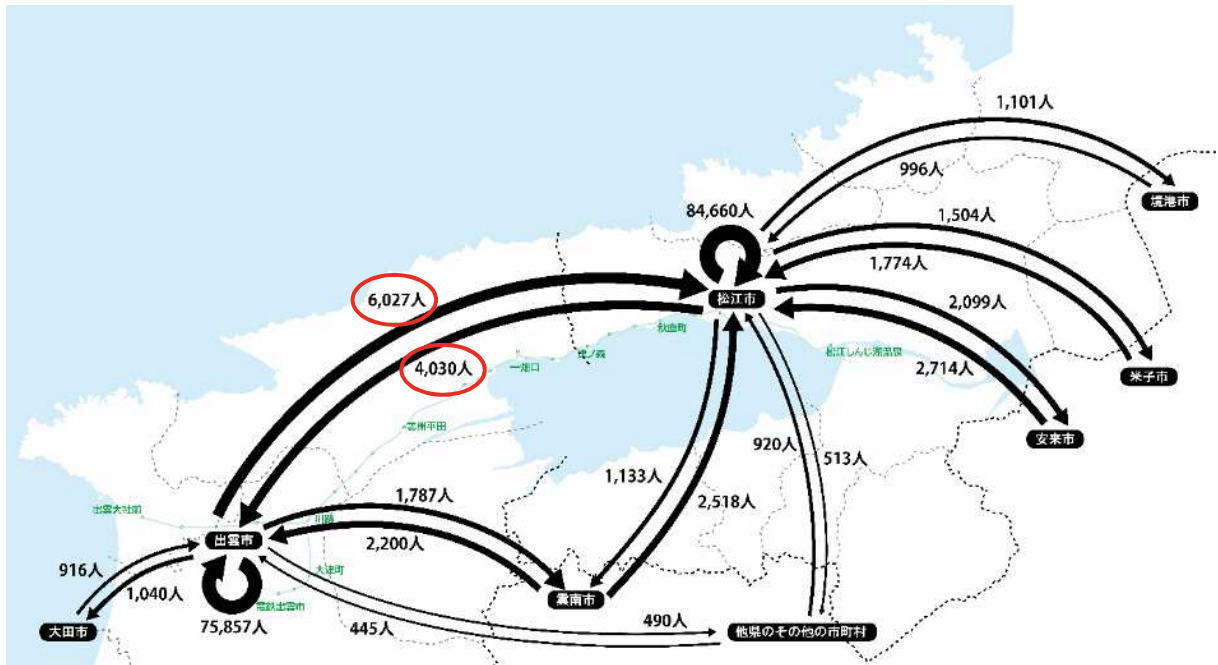 1,101人
996人
境港市
84,660人
1,504人
1,774人
6,027人
松江市
2,099人
秋鹿町
松江しんじ湖温泉
4,030人
一畑口
2,714人
米子市
雲州平田
安来市
920人
513人
1,133人
1,787人
2,518人
出雲大社前
川跡
出雲市
2,200人
916人
大津町
1,040人
電鉄出雲市
雲南市
大田市
75,857人
445人
490人
他県のその他の市町村